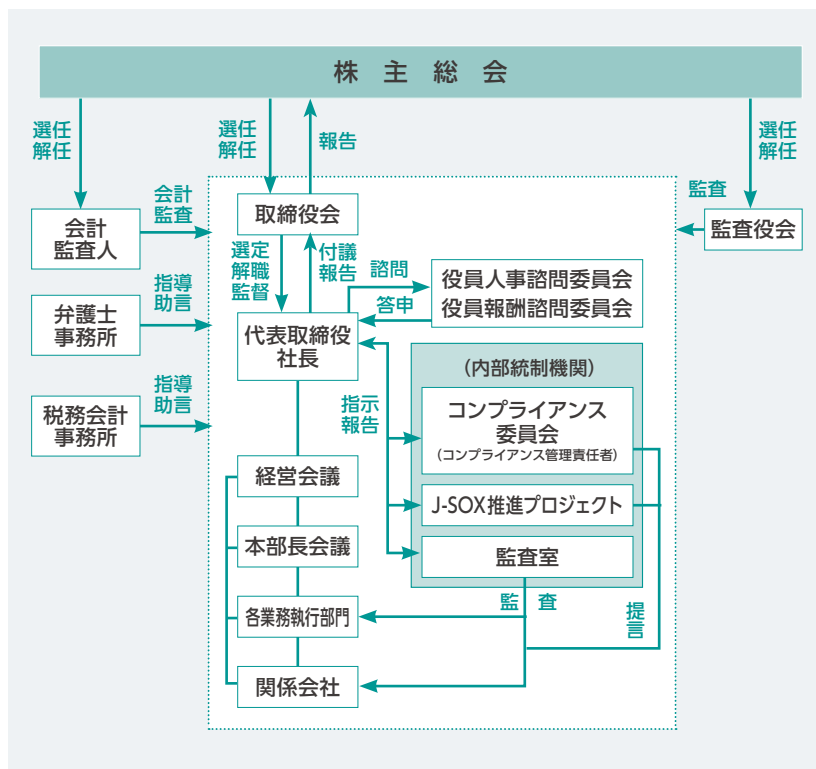 株主総会
選任
解任
選任
解任
報告
選任
解任
会計
監査
監査
会計
監査人
取締役会
監査役会
選定
解職
監督
付議
報告
諮問
答申
役員人事諮問委員会
役員報酬諮問委員会
指導
助言
弁護士
事務所
代表取締役
社長
(内部統制機関)
指導
助言
税務会計
事務所
指示
報告
コンプライアンス
委員会
(コンプライアンス管理責任者)
経営会議
J-SOX推進プロジェクト
本部長会議
監査室
監査
提言
各業務執行部門
関係会社